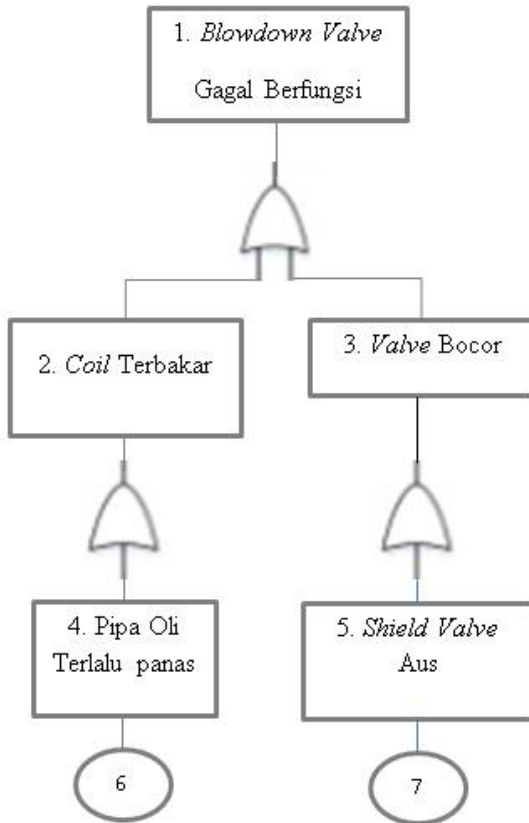 1. Blowdown Valve
Gagal Berfungsi
2. Coil Terbakar
3. Valve Bocor
4. Pipa Oli
Terlalu panas
5. Shield Valve
Aus
6
7